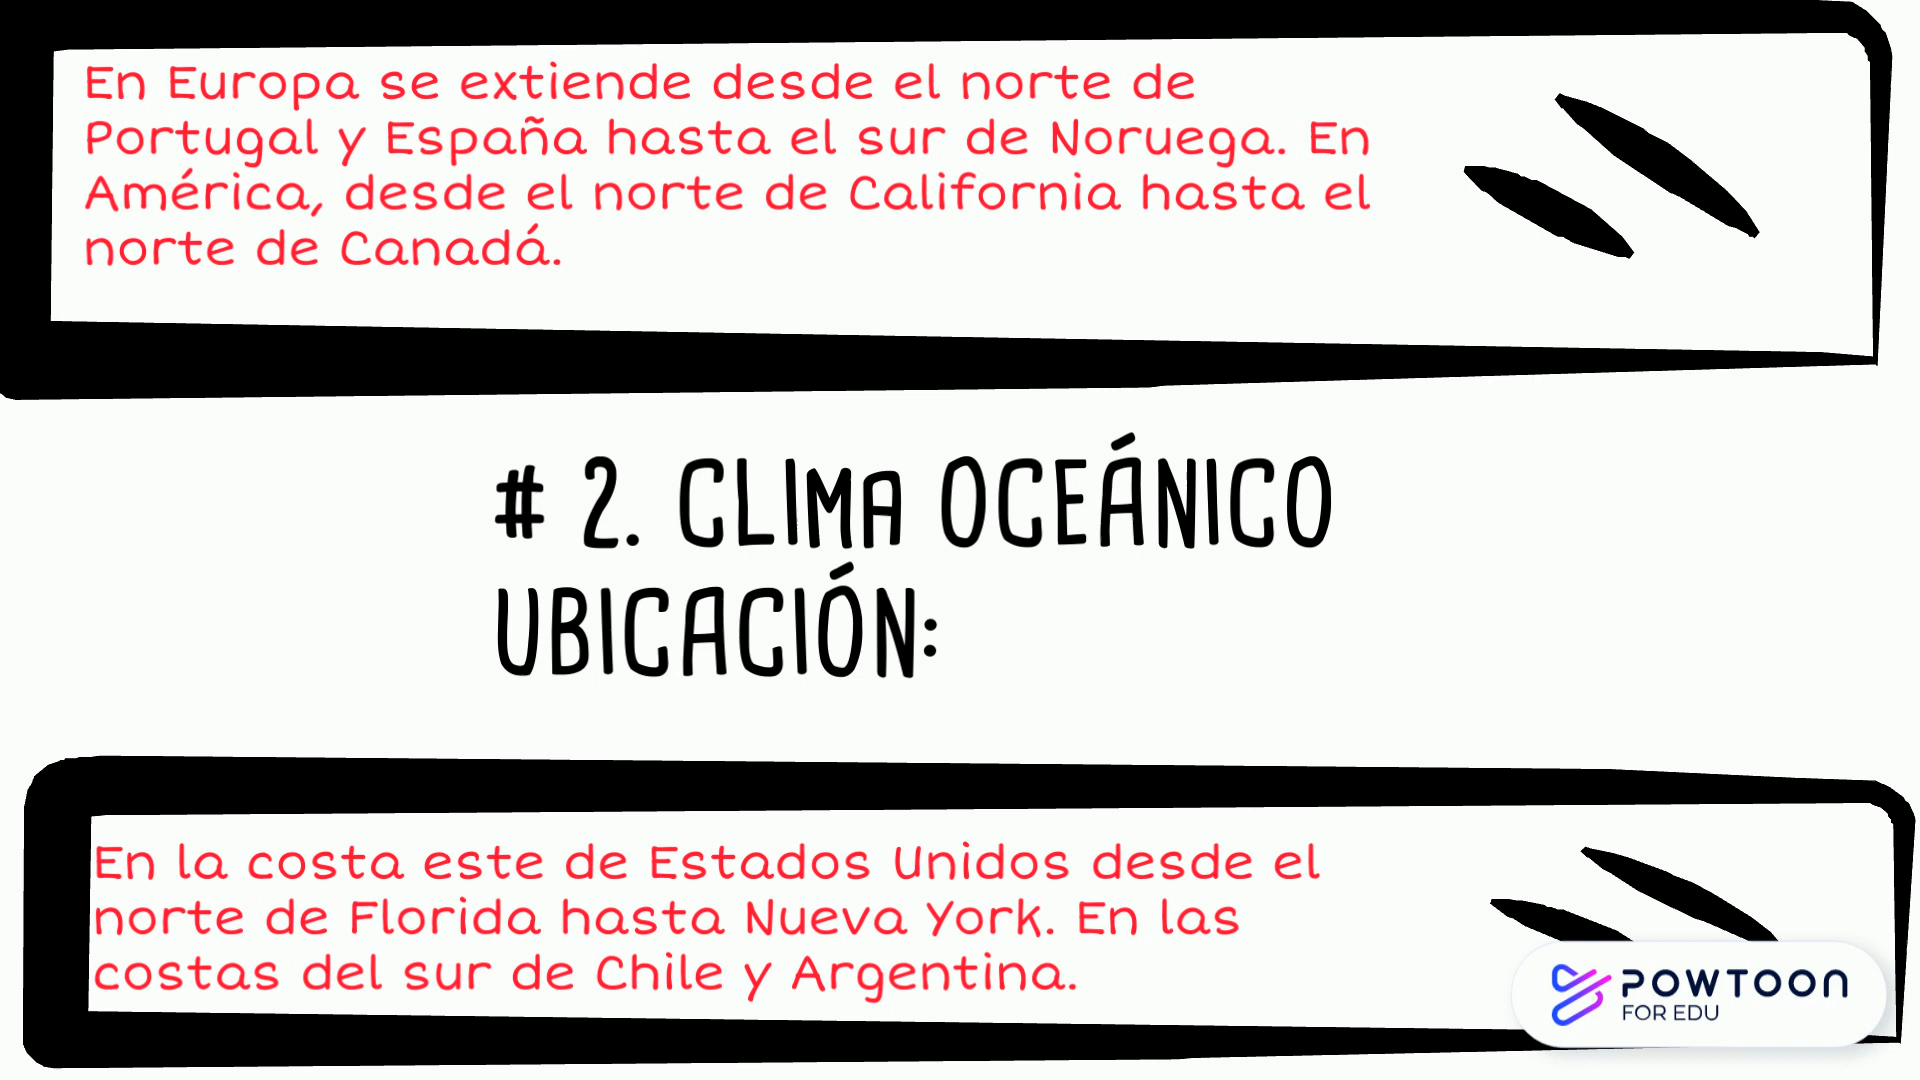 En Europa se extiende desde el norte de
Portugal y España hasta el sur de Noruega. En
América, desde el norte de California hasta el
norte de Canadá.
# 2. CLIMA OCEÁNICO
UBICACIÓN:
En la costa este de Estados Unidos desde el
norte de Florida hasta Nueva York. En las
costas del sur de Chile y Argentina.
POWTOON
FOR EDU